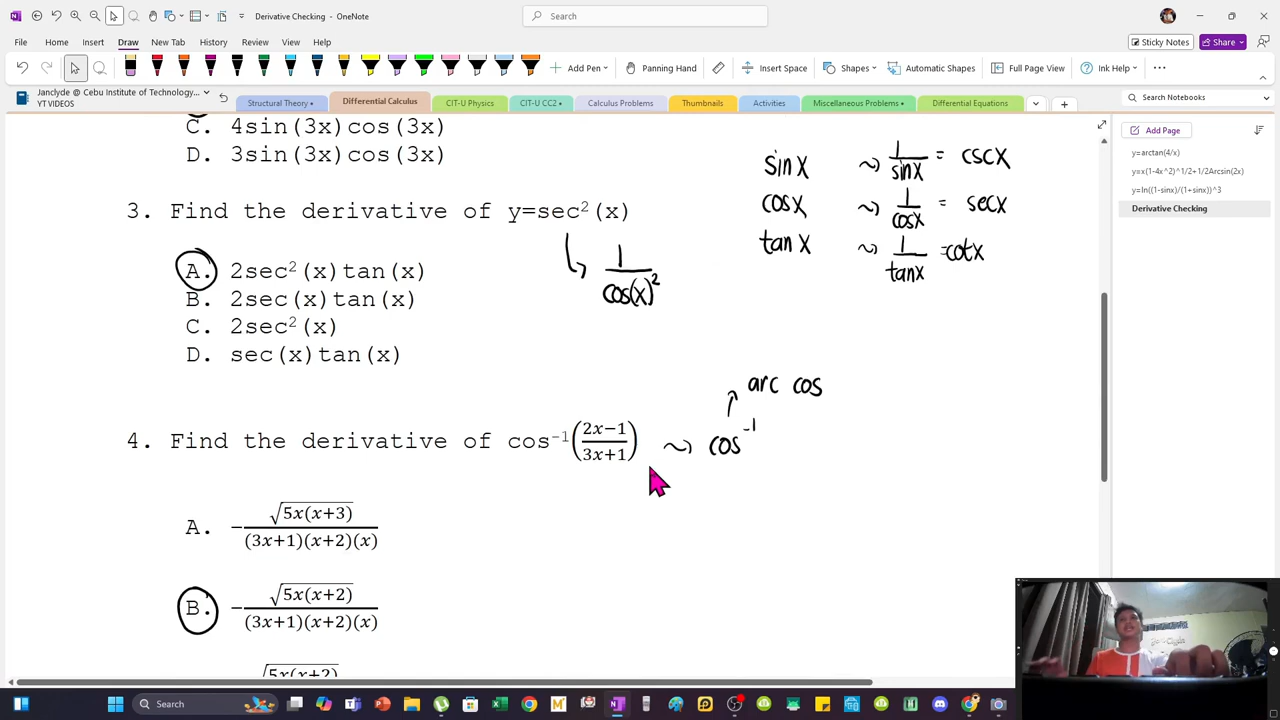 Derivative Checking - OneNote
Search
File Home Insert Draw New Tab History Review View Help
Sticky Notes Share
Add Pen Panning Hand Insert Space Shapes Automatic Shapes Full Page View Ink Help
Janclyde @ Cebu Institute of Technology...
YT VIDEOS
Structural Theory Differential Calculus CIT-U Physics CIT-U CC2 Calculus Problems Thumbnails Activities Miscellaneous Problems Differential Equations
Search Notebooks
Add Page
y=arctan(4/x)
y=x(1-4x^2)^1/2+1/2Arcsin(2x)
y=ln((1-sinx)/(1+sinx))^3
Derivative Checking
C. 4sin(3x)cos(3x)
D. 3sin(3x)cos(3x)
sinx ~> 1/sinx = cscx
cosx ~> 1/cosx = secx
tanx ~> 1/tanx = cotx
3. Find the derivative of y=sec²(x)
1/cos(x)²
A. 2sec²(x)tan(x)
B. 2sec(x)tan(x)
C. 2sec²(x)
D. sec(x)tan(x)
arc cos
4. Find the derivative of cos⁻¹((2x−1)/(3x+1)) ~> cos⁻¹
A. −√5x(x+3)/(3x+1)(x+2)(x)
B. −√5x(x+2)/(3x+1)(x+2)(x)
√5x(x+2)
Search